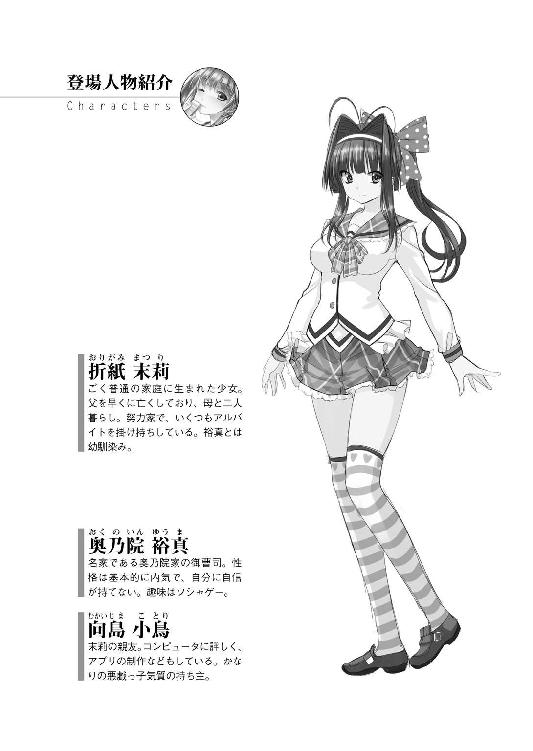 登場人物紹介
Characters
おりがみ まつり
折紙 末莉
ごく普通の家庭に生まれた少女。
父を早くに亡くしており、母と二人
暮らし。努力家で、いくつもアルバ
イトを掛け持ちしている。裕真とは
幼馴染み。
おくのいん ゆうま
奥乃院 裕真
名家である奥乃院家の御曹司。性
格は基本的に内気で、自分に自信
が持てない。趣味はソシャゲー。
むかいじま ことり
向島 小鳥
末莉の親友。コンピュータに詳しく、
アプリの制作などもしている。かな
りの悪戯っ子気質の持ち主。